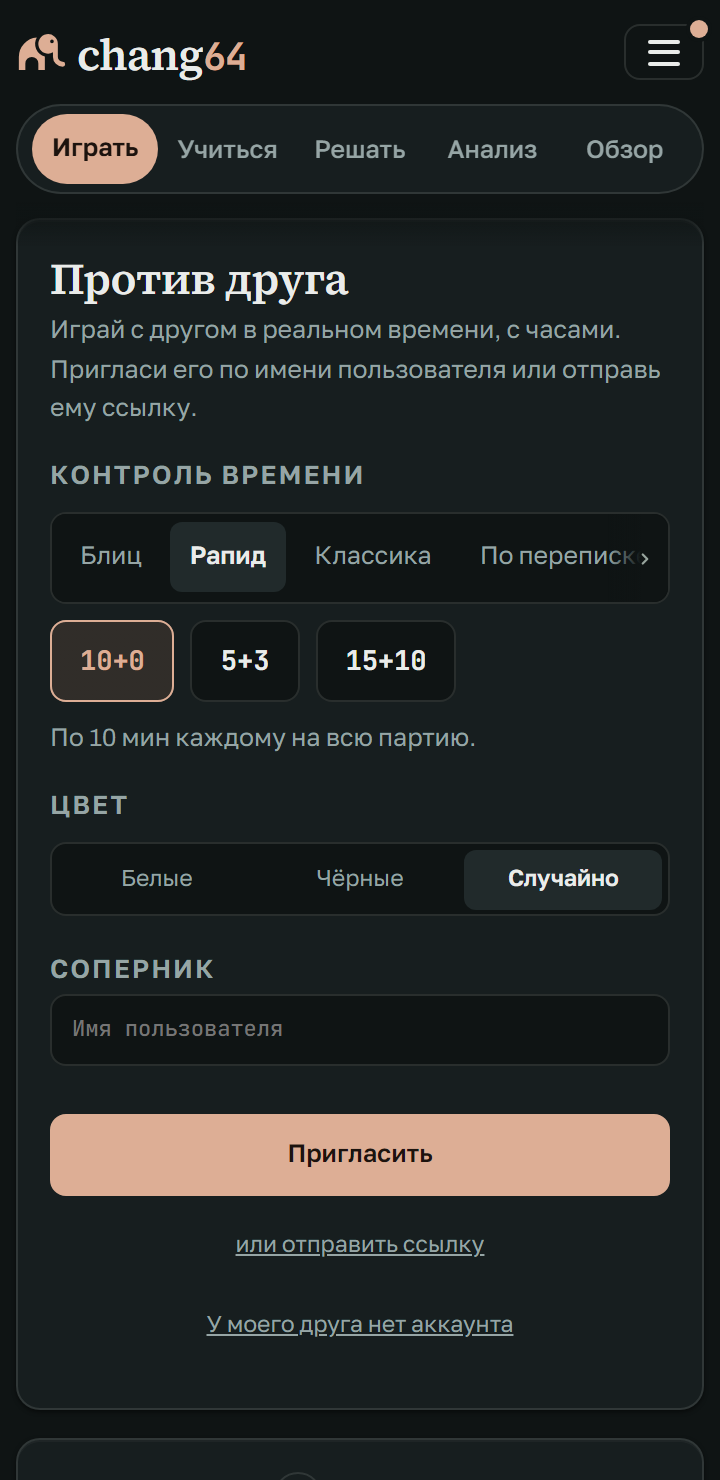 chang64
Играть Учиться Решать Анализ Обзор
Против друга
Играй с другом в реальном времени, с часами.
Пригласи его по имени пользователя или отправь
ему ссылку.
КОНТРОЛЬ ВРЕМЕНИ
Блиц Рапид Классика По переписк ›
10+0 5+3 15+10
По 10 мин каждому на всю партию.
ЦВЕТ
Белые Чёрные Случайно
СОПЕРНИК
Имя пользователя
Пригласить
или отправить ссылку
У моего друга нет аккаунта